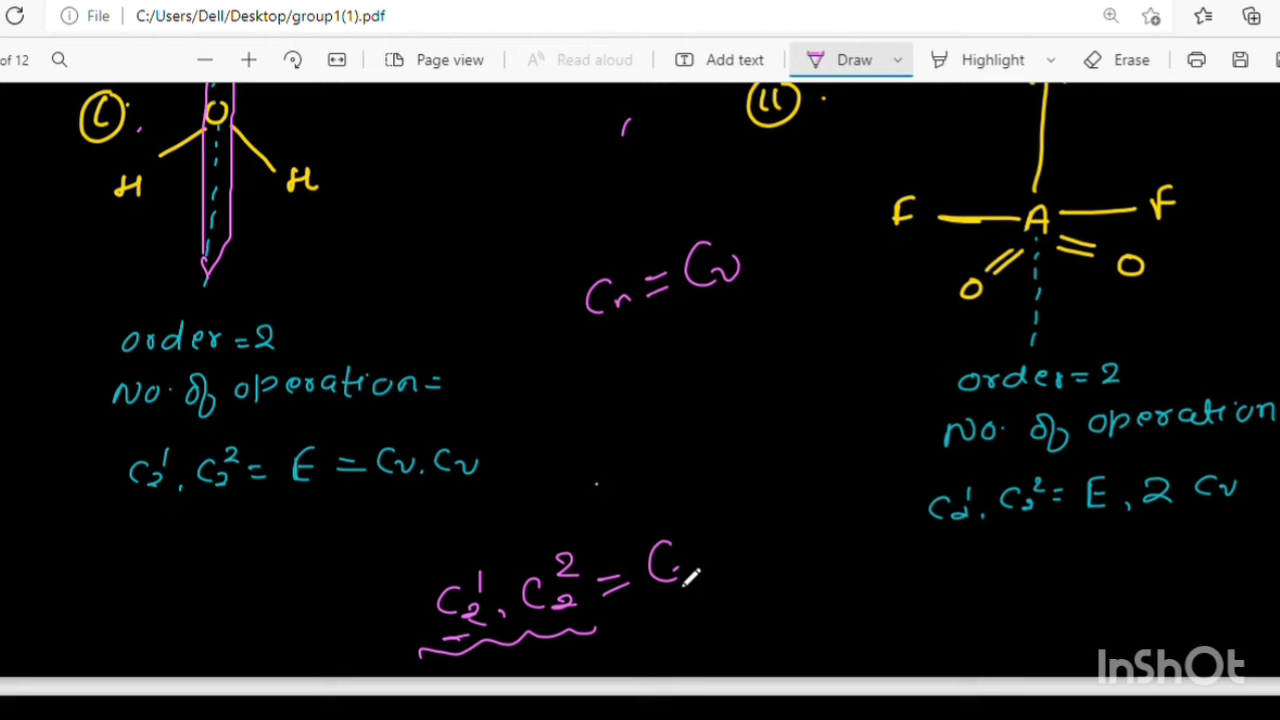 File C:/Users/Dell/Desktop/group1(1).pdf
of 12 Page view Read aloud Add text Draw Highlight Erase
(i)
O
H H
(ii)
F A F
O O
Cn = Cv
order = 2
No. of operation =
C₂¹, C₂² = E = Cv. Cv
order = 2
No. of operation
C₂¹, C₂² = E, 2 Cv
C₂¹, C₂² = C
InShOt